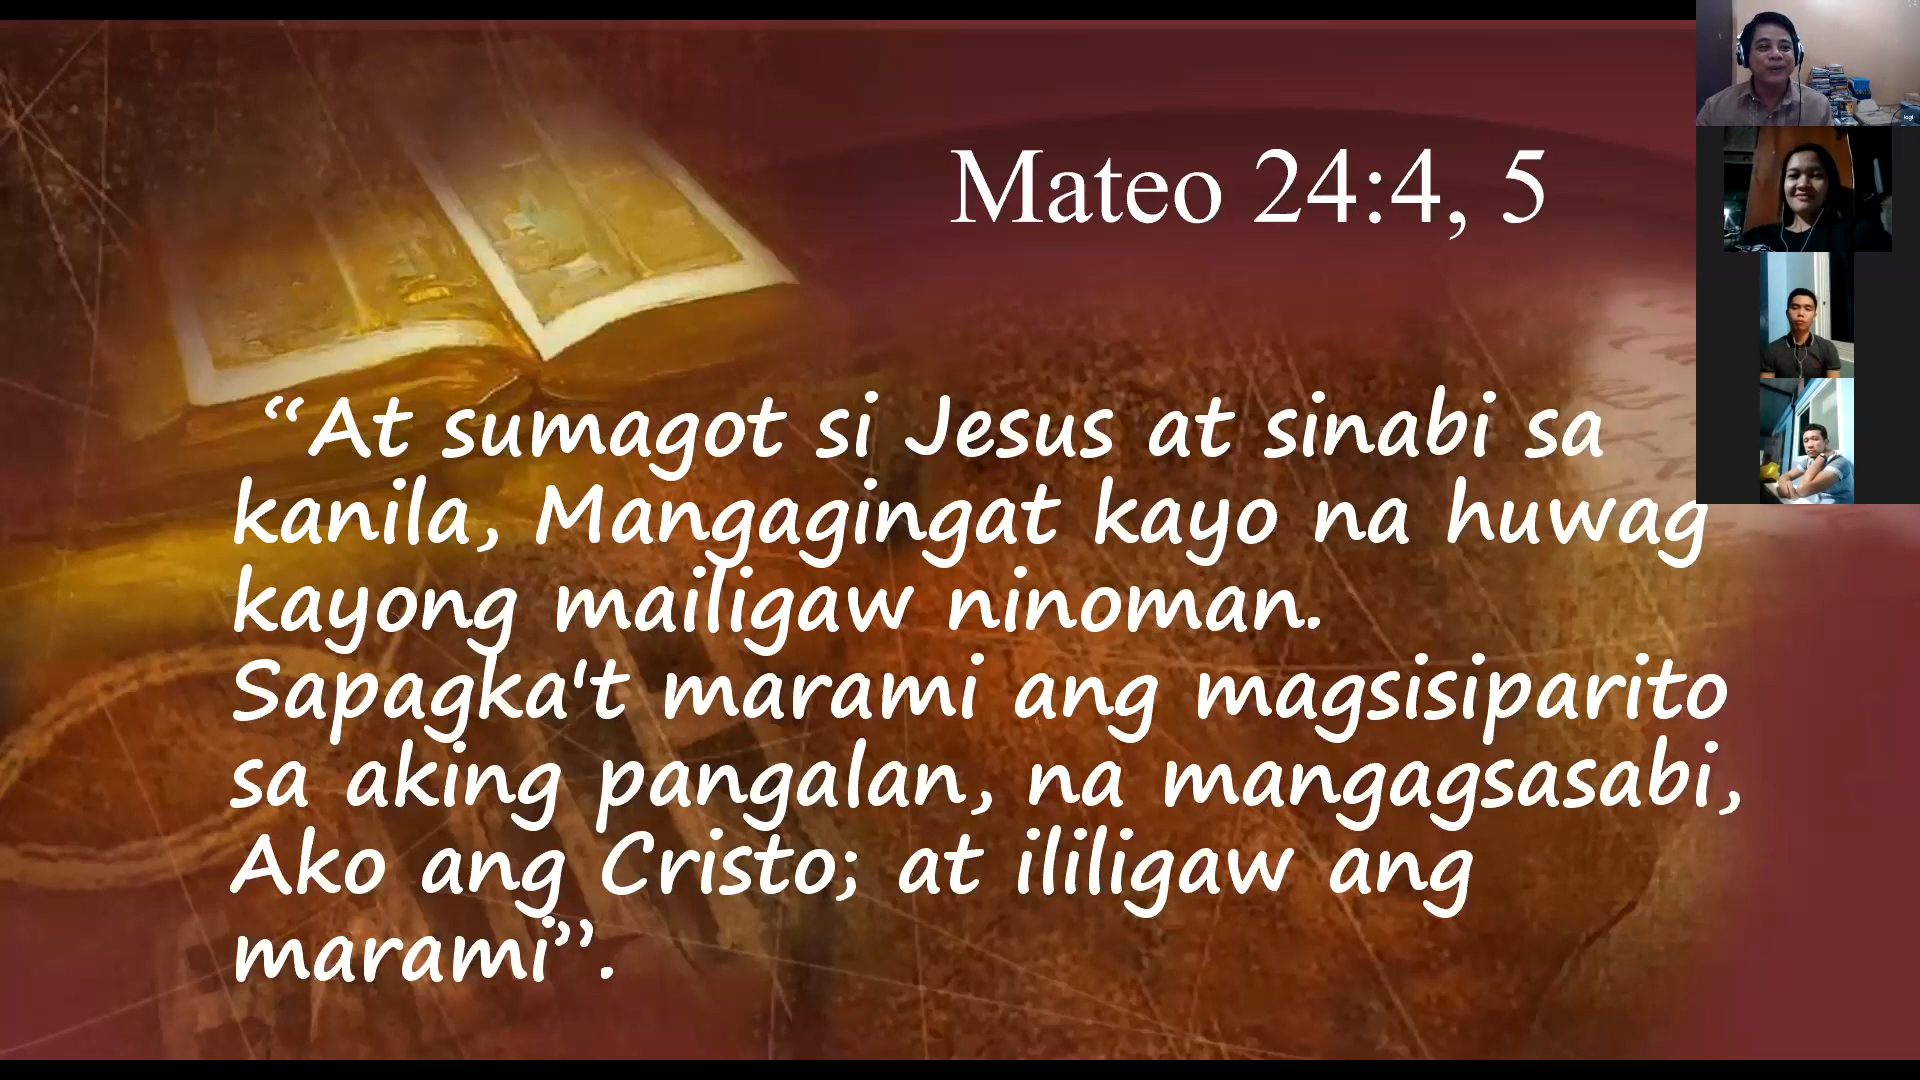 Mateo 24:4, 5
“At sumagot si Jesus at sinabi sa
kanila, Mangagingat kayo na huwag
kayong mailigaw ninoman.
Sapagka't marami ang magsisiparito
sa aking pangalan, na mangagsasabi,
Ako ang Cristo; at ililigaw ang
marami”.
logi